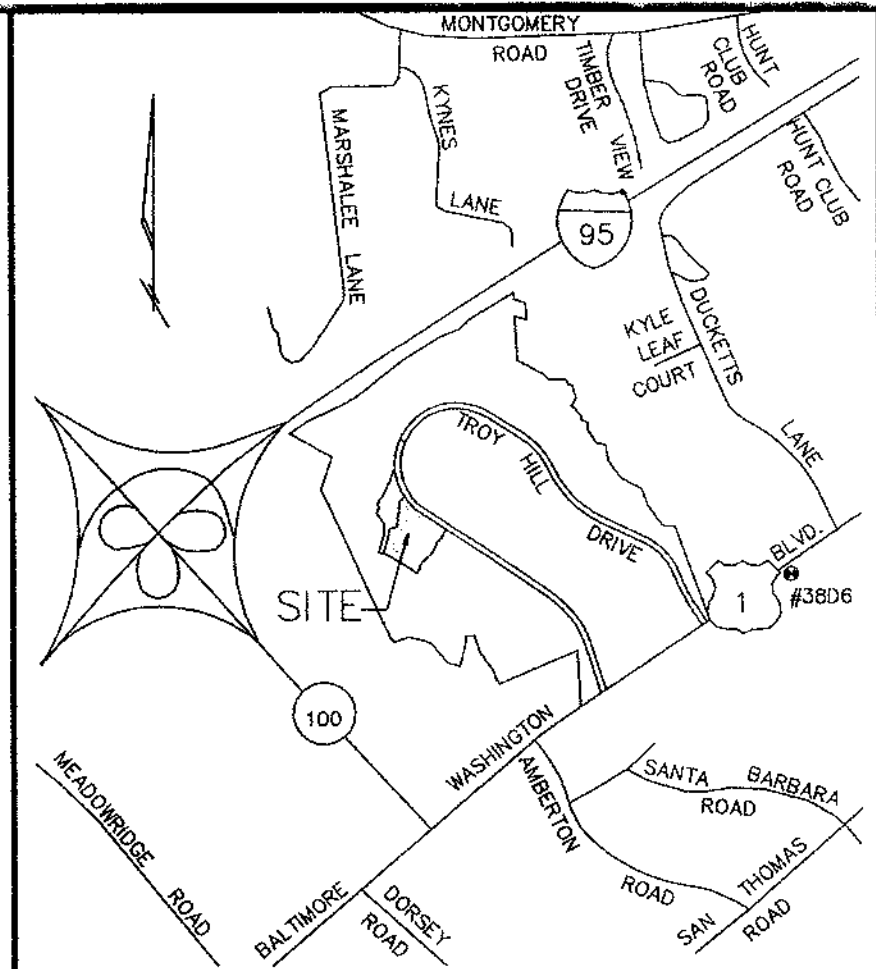 MONTGOMERY
ROAD
TIMBER VIEW
DRIVE
HUNT
CLUB
ROAD
HUNT CLUB
ROAD
KYNES
LANE
MARSHALEE LANE
95
KYLE
LEAF
COURT
DUCKETTS
LANE
TROY
HILL
DRIVE
SITE
BLVD.
1
#38D6
100
WASHINGTON
BALTIMORE
MEADOWRIDGE
ROAD
DORSEY
ROAD
AMBERTON
ROAD
SANTA BARBARA
ROAD
SAN THOMAS
ROAD